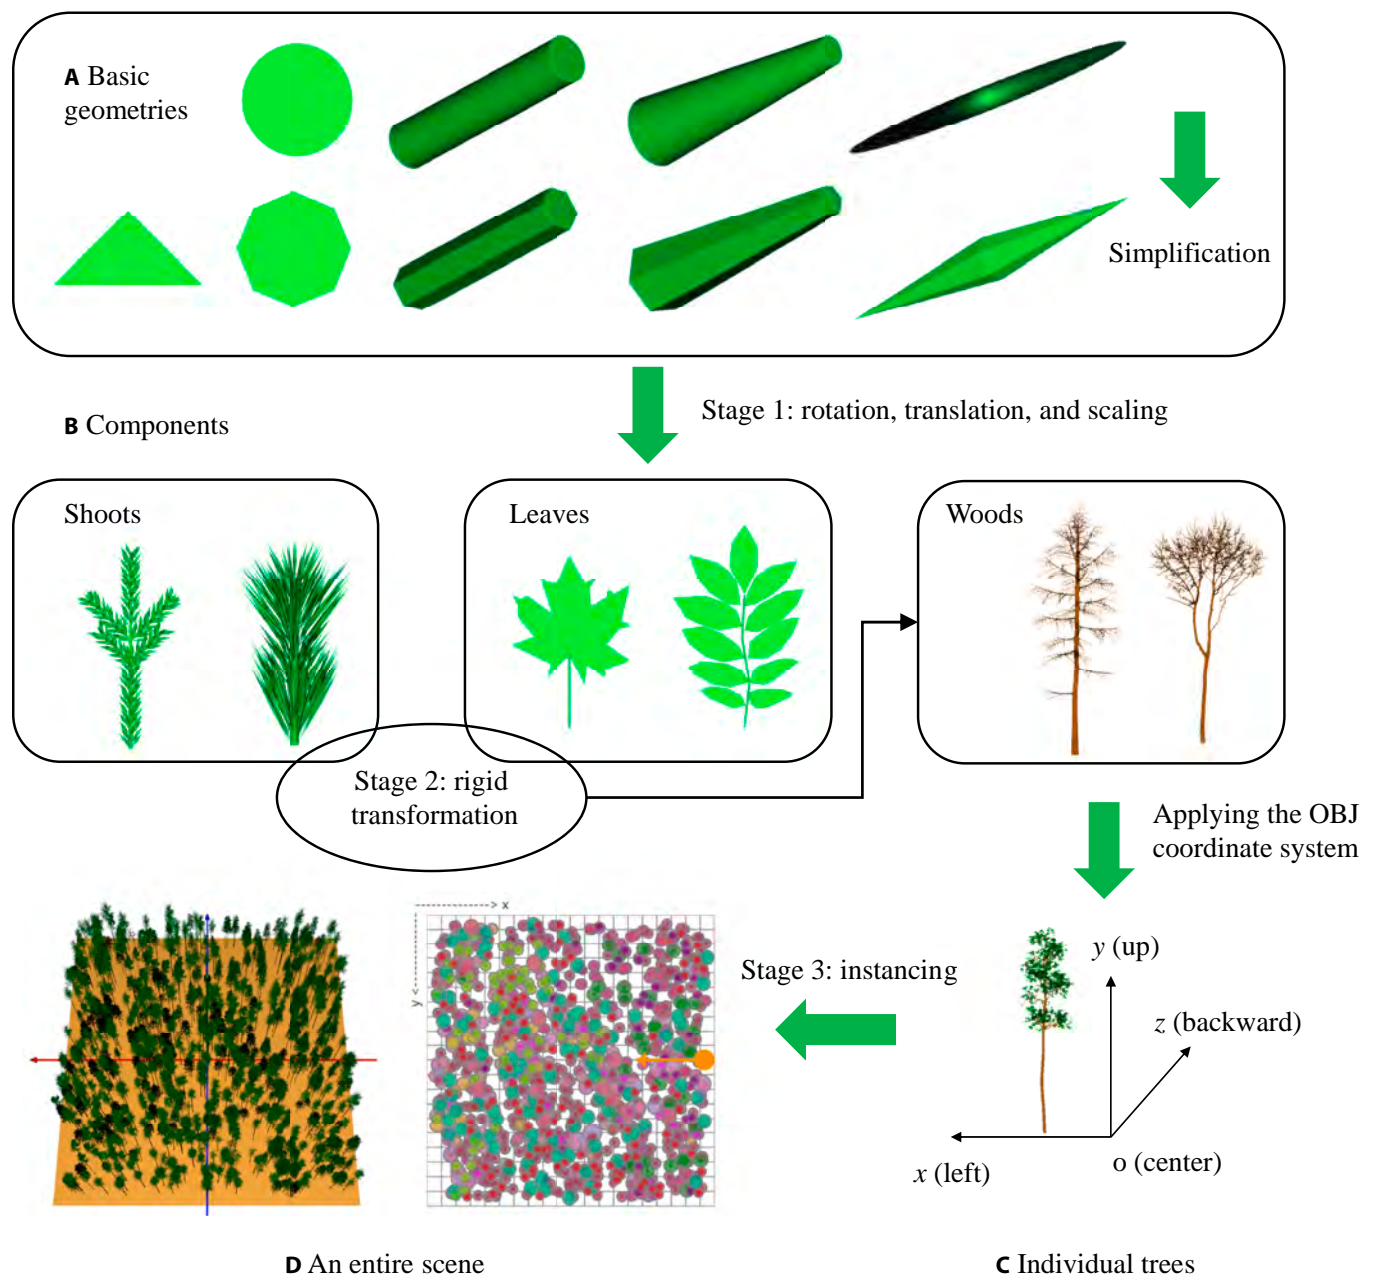 A Basic
geometries
Simplification
Stage 1: rotation, translation, and scaling
B Components
Shoots
Leaves
Woods
Stage 2: rigid
transformation
Applying the OBJ
coordinate system
x
y
Stage 3: instancing
y (up)
z (backward)
x (left)
o (center)
D An entire scene
C Individual trees